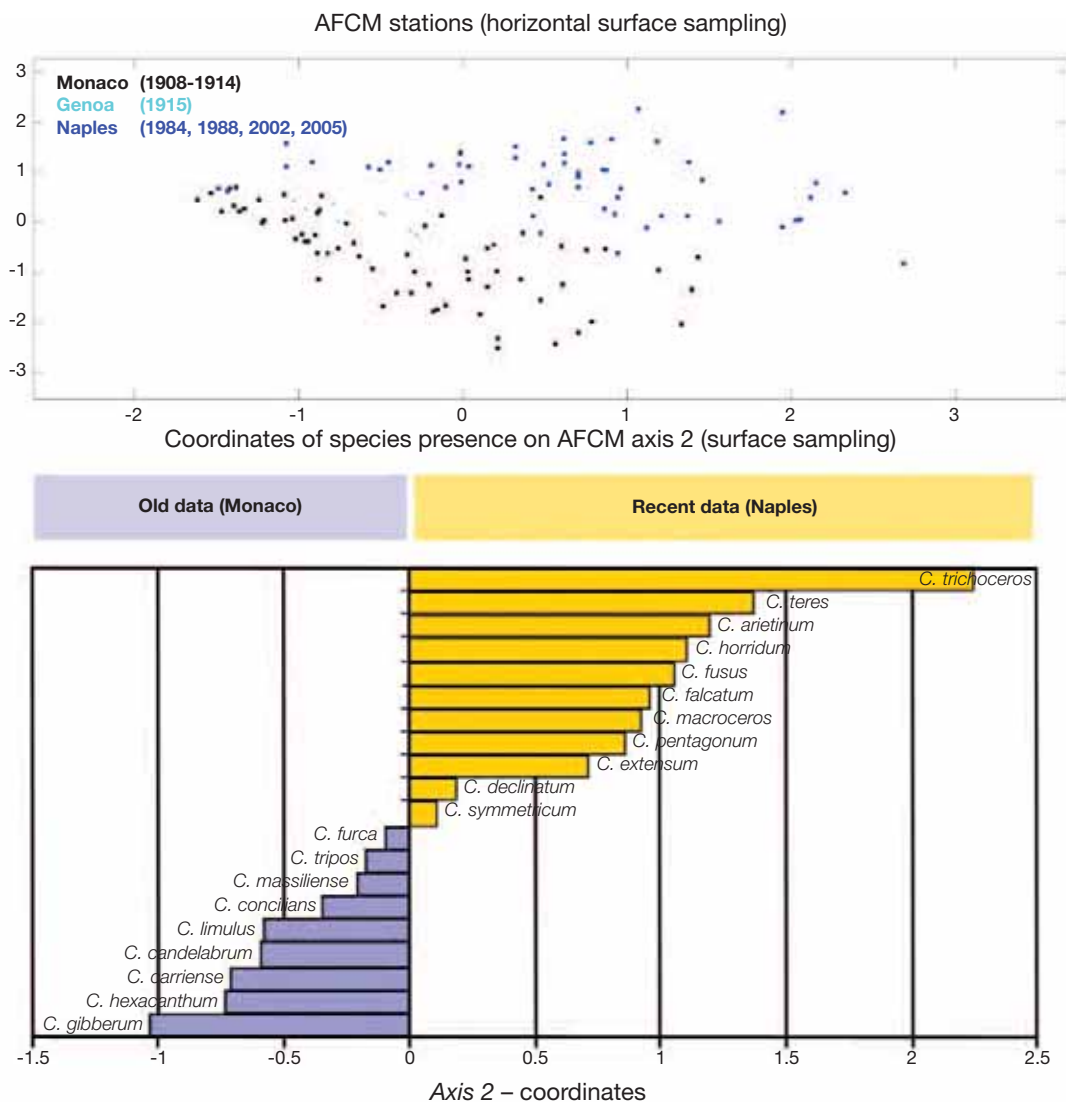 AFCM stations (horizontal surface sampling)
3
Monaco (1908-1914)
Genoa (1915)
2
Naples (1984, 1988, 2002, 2005)
1
0
-1
-2
-3
-2 -1 0 1 2 3
Coordinates of species presence on AFCM axis 2 (surface sampling)
Old data (Monaco) Recent data (Naples)
C. trichoceros
C. teres
C. arietinum
C. horridum
C. fusus
C. falcatum
C. macroceros
C. pentagonum
C. extensum
C. declinatum
C. symmetricum
C. furca
C. tripos
C. massiliense
C. concilians
C. limulus
C. candelabrum
C. carriense
C. hexacanthum
C. gibberum
-1.5 -1 -0.5 0 0.5 1 1.5 2 2.5
Axis 2 – coordinates